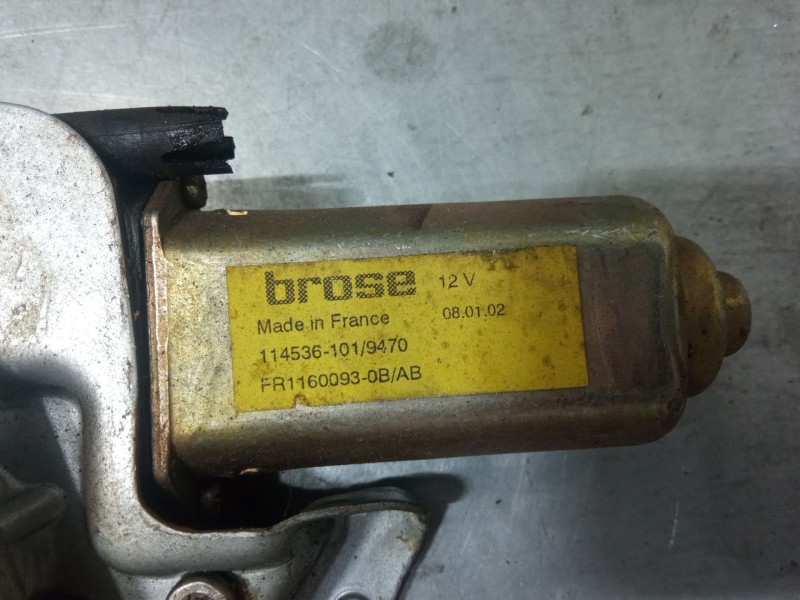 brose 12 V
Made in France 08.01.02
114536-101/9470
FR1160093-0B/AB